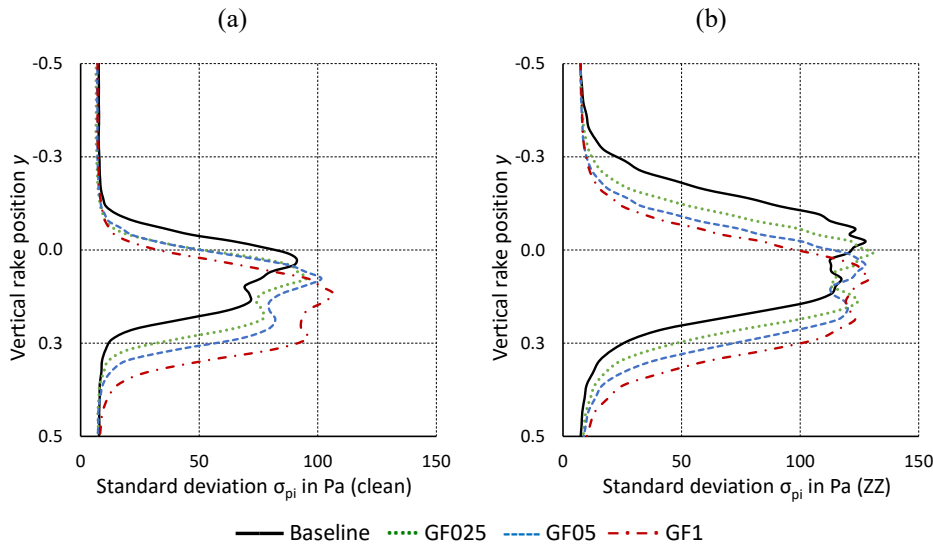 (a)
(b)
-0.5
-0.3
0.0
0.3
0.5
Vertical rake position y
0
50
100
150
Standard deviation σpi in Pa (clean)
-0.5
-0.3
0.0
0.3
0.5
Vertical rake position y
0
50
100
150
Standard deviation σpi in Pa (ZZ)
Baseline GF025 GF05 GF1